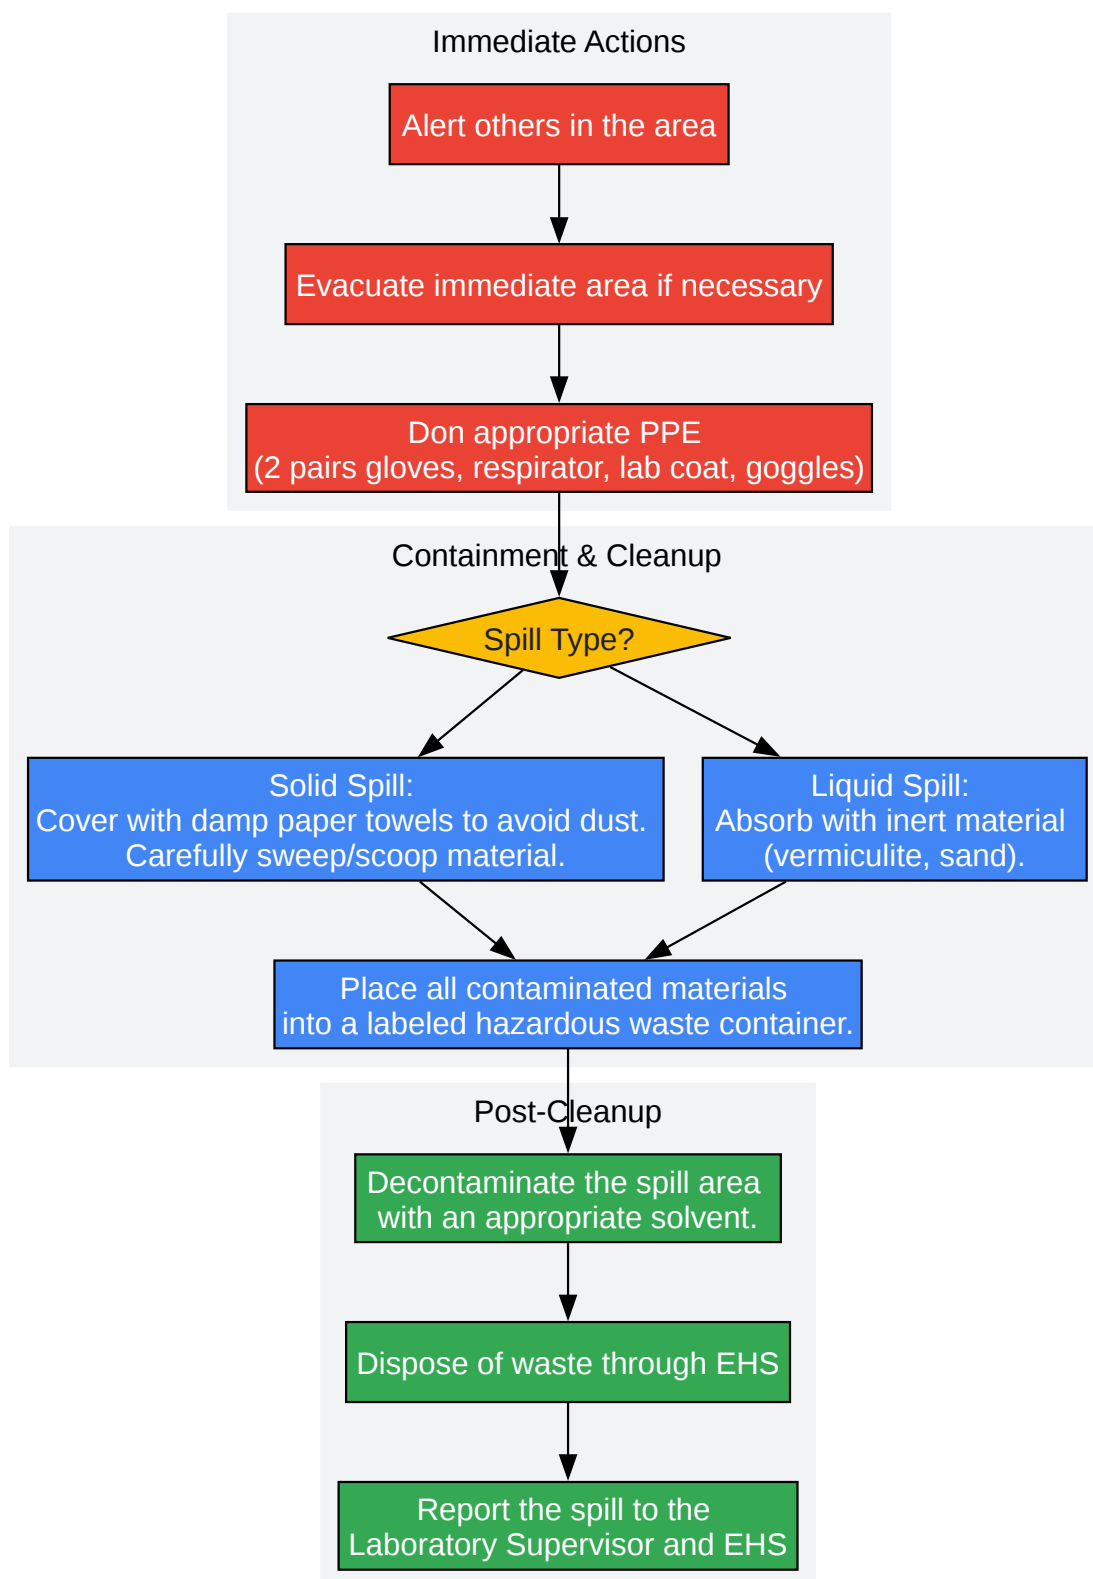 Immediate Actions
Alert others in the area
Evacuate immediate area if necessary
Don appropriate PPE
(2 pairs gloves, respirator, lab coat, goggles)
Containment & Cleanup
Spill Type?
Solid Spill:
Cover with damp paper towels to avoid dust.
Carefully sweep/scoop material.
Liquid Spill:
Absorb with inert material
(vermiculite, sand).
Place all contaminated materials
into a labeled hazardous waste container.
Post-Cleanup
Decontaminate the spill area
with an appropriate solvent.
Dispose of waste through EHS
Report the spill to the
Laboratory Supervisor and EHS